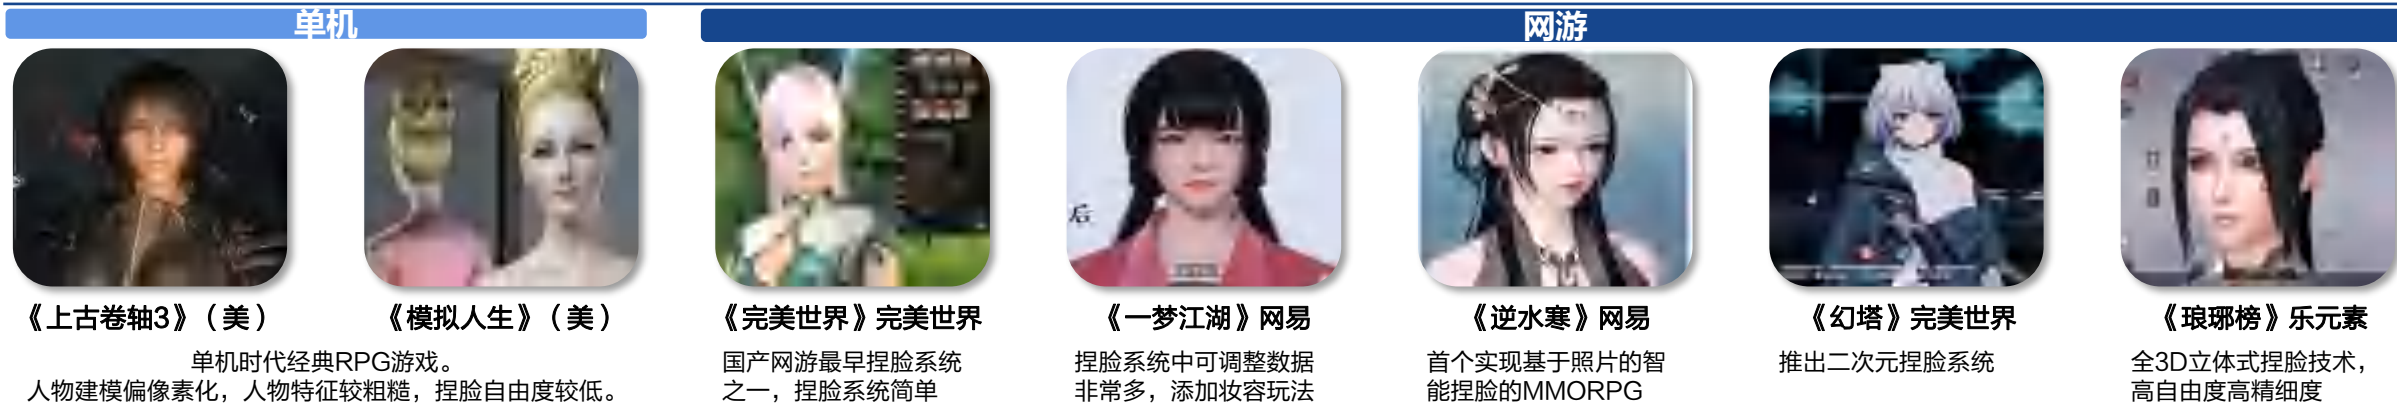 单机
网游
后
《上古卷轴3》（美）
《模拟人生》（美）
《完美世界》完美世界
《一梦江湖》网易
《逆水寒》网易
《幻塔》完美世界
《琅琊榜》乐元素
单机时代经典RPG游戏。
人物建模偏像素化，人物特征较粗糙，捏脸自由度较低。
国产网游最早捏脸系统
之一，捏脸系统简单
捏脸系统中可调整数据
非常多，添加妆容玩法
首个实现基于照片的智
能捏脸的MMORPG
推出二次元捏脸系统
全3D立体式捏脸技术，
高自由度高精细度